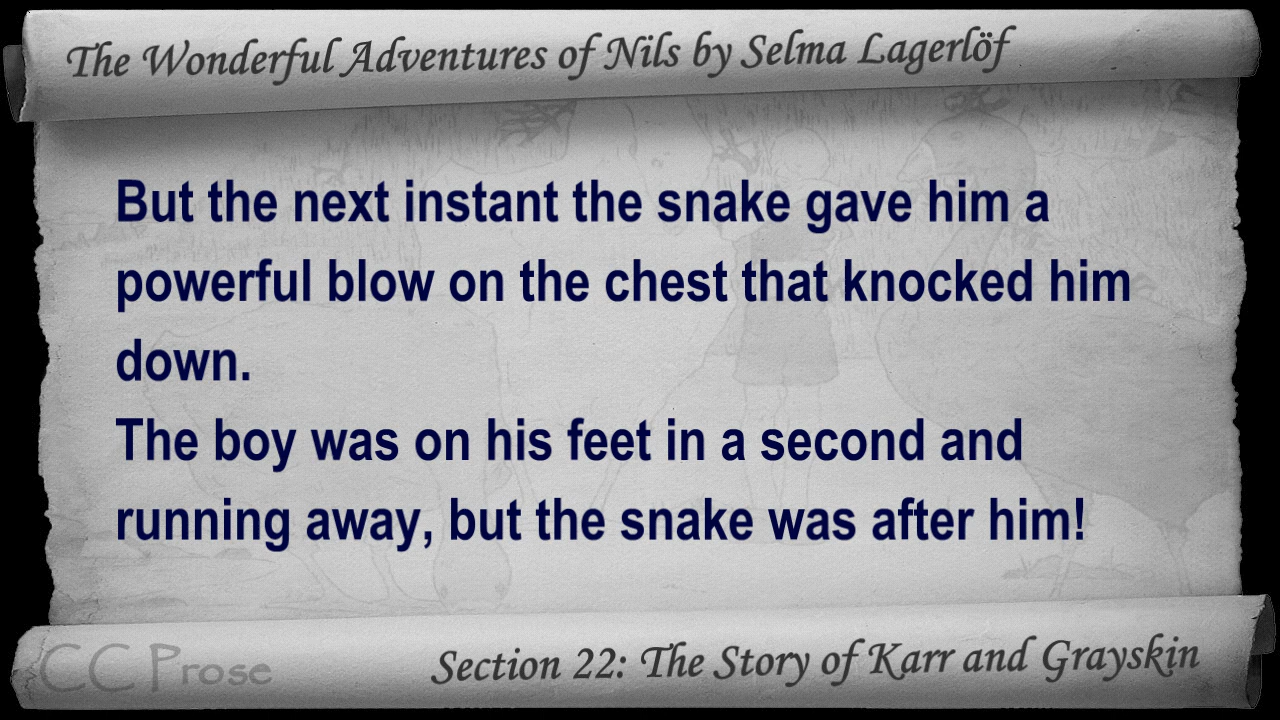 The Wonderful Adventures of Nils by Selma Lagerlöf
But the next instant the snake gave him a
powerful blow on the chest that knocked him
down.
The boy was on his feet in a second and
running away, but the snake was after him!
CC Prose
Section 22: The Story of Karr and Grayskin